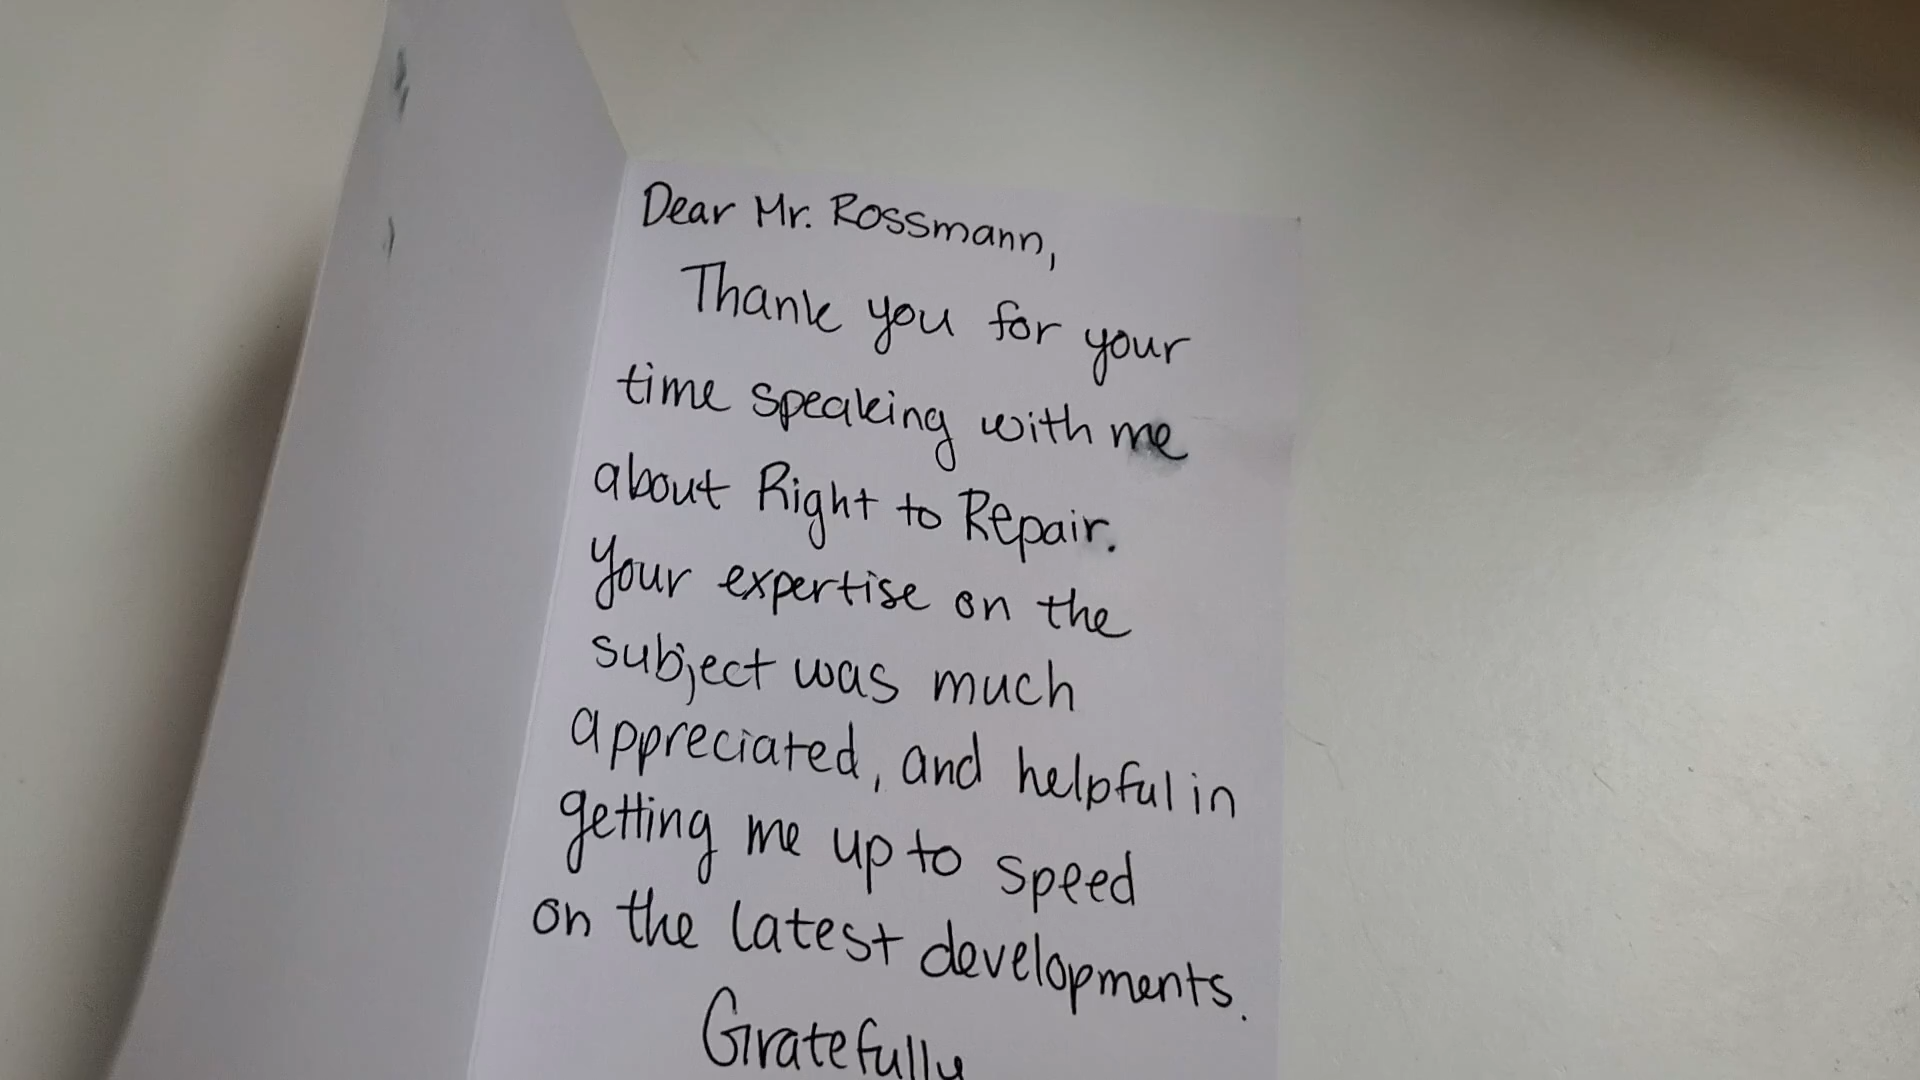 Dear Mr. Rossmann,
Thank you for your
time speaking with me
about Right to Repair.
Your expertise on the
subject was much
appreciated, and helpful in
getting me up to speed
on the latest developments.
Gratefully